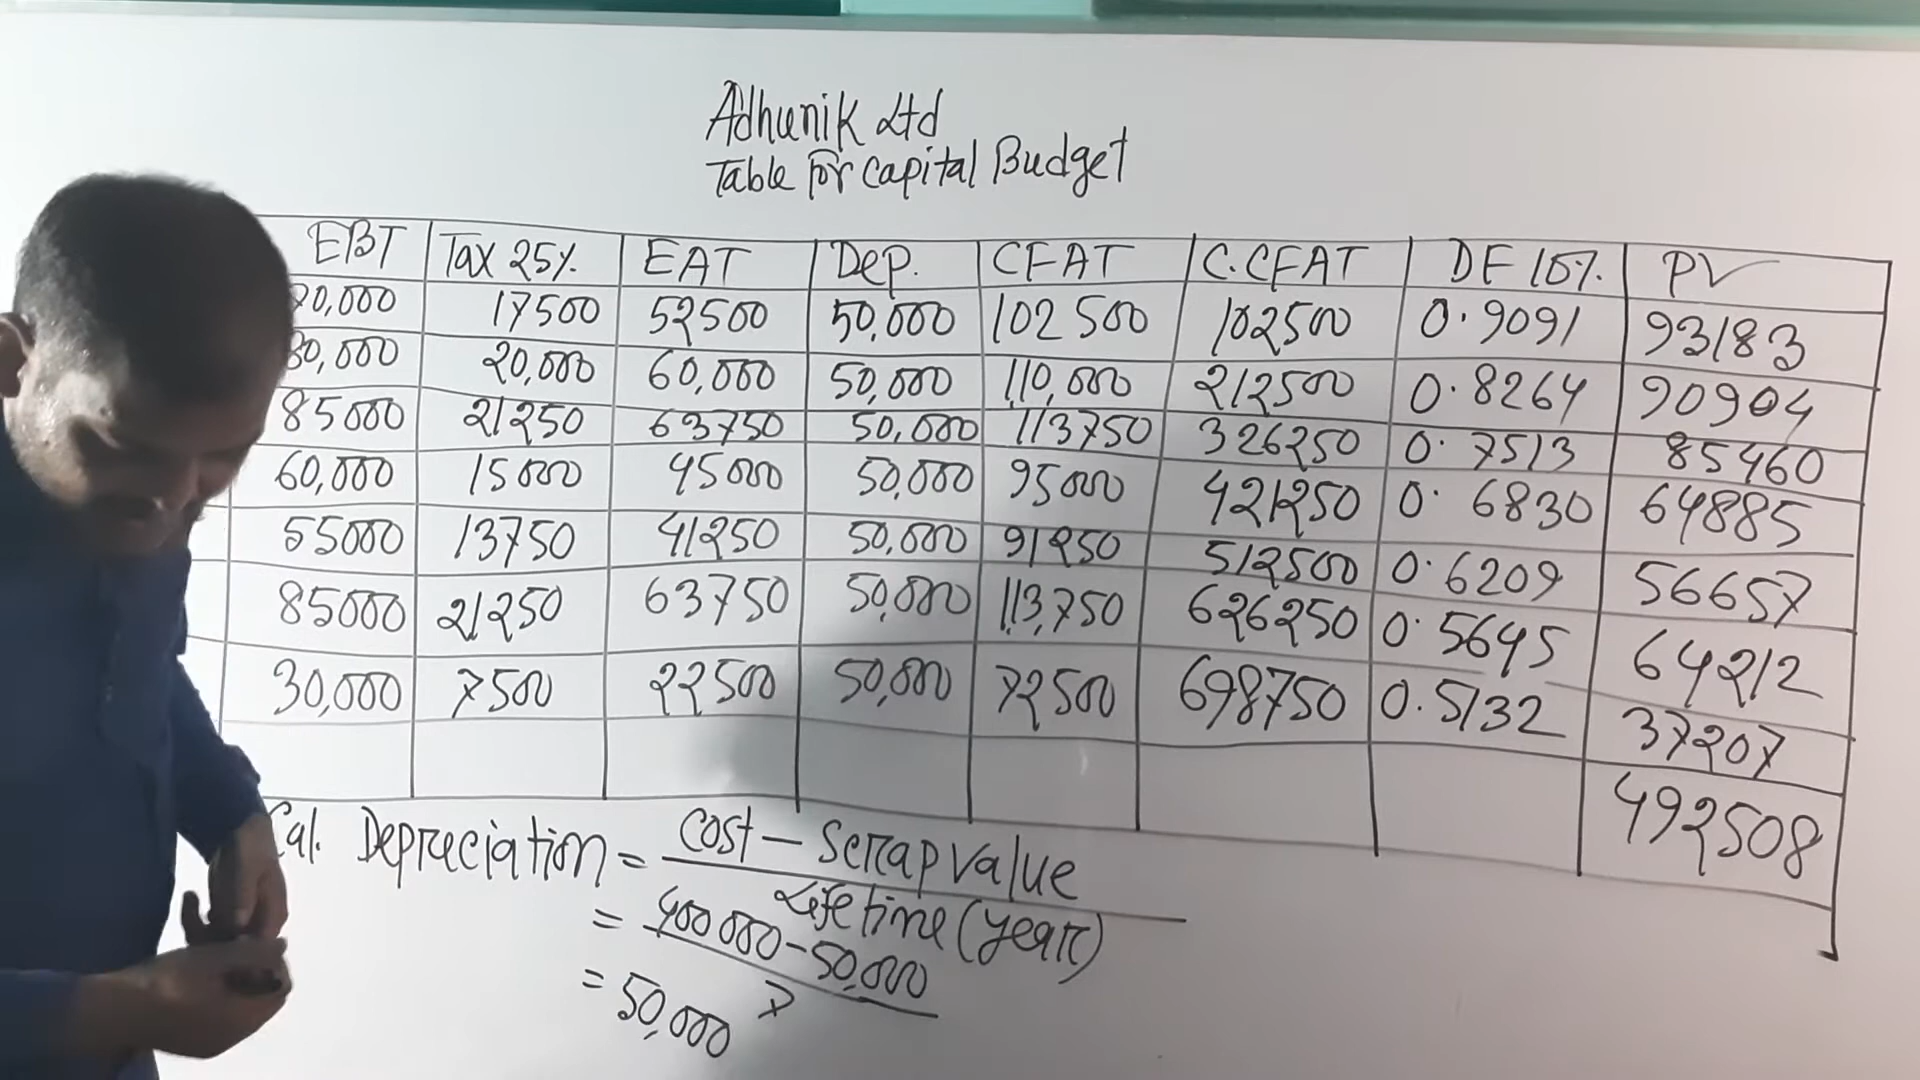 Adhunik Ltd
Table for capital Budget
EBT Tax 25%. EAT Dep. CFAT C.CFAT DF 10%. PV
70,000 17500 52500 50,000 102500 102500 0.9091 93183
80,000 20,000 60,000 50,000 110,000 212500 0.8264 90904
85000 21250 63750 50,000 113750 326250 0.7513 85460
60,000 15000 45000 50,000 95000 421250 0.6830 64885
55000 13750 41250 50,000 91250 512500 0.6209 56657
85000 21250 63750 50,000 113,750 626250 0.5645 64212
30,000 7500 22500 50,000 72500 698750 0.5132 37207
492508
Cal. Depreciation = cost - Scrap value
Life time (year)
= 400000-50,000
7
= 50,000